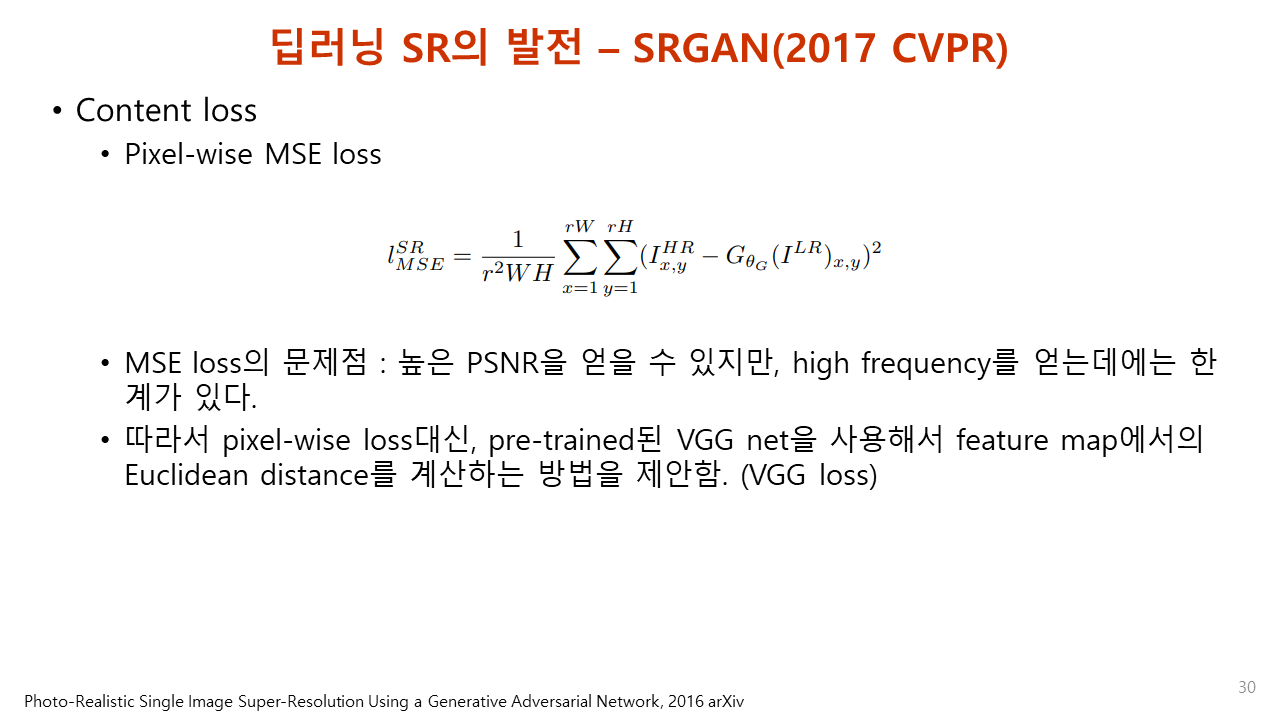 딥러닝 SR의 발전 – SRGAN(2017 CVPR)
• Content loss
• Pixel-wise MSE loss
l^{SR}_{MSE} = \frac{1}{r^2WH} \sum_{x=1}^{rW} \sum_{y=1}^{rH} (I^{HR}_{x,y} - G_{\theta_G}(I^{LR})_{x,y})^2
• MSE loss의 문제점 : 높은 PSNR을 얻을 수 있지만, high frequency를 얻는데에는 한
계가 있다.
• 따라서 pixel-wise loss대신, pre-trained된 VGG net을 사용해서 feature map에서의
Euclidean distance를 계산하는 방법을 제안함. (VGG loss)
Photo-Realistic Single Image Super-Resolution Using a Generative Adversarial Network, 2016 arXiv
30